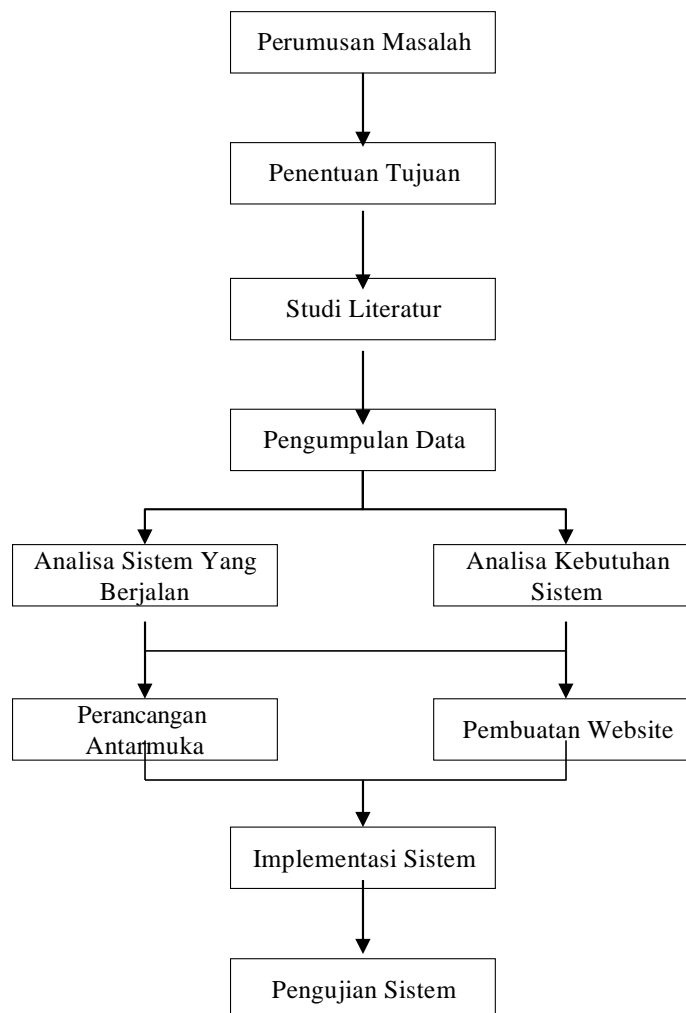 Perumusan Masalah
Penentuan Tujuan
Studi Literatur
Pengumpulan Data
Analisa Sistem Yang
Berjalan
Analisa Kebutuhan
Sistem
Perancangan
Antarmuka
Pembuatan Website
Implementasi Sistem
Pengujian Sistem